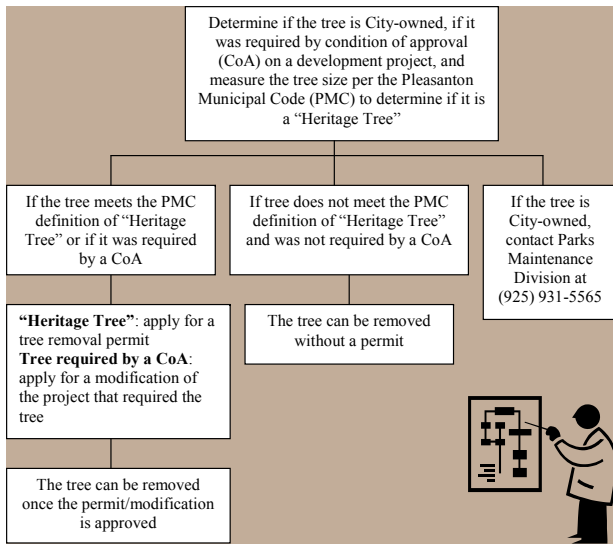 Determine if the tree is City-owned, if it
was required by condition of approval
(CoA) on a development project, and
measure the tree size per the Pleasanton
Municipal Code (PMC) to determine if it is
a “Heritage Tree”
If the tree meets the PMC
definition of “Heritage
Tree” or if it was required
by a CoA
If tree does not meet the PMC
definition of “Heritage Tree”
and was not required by a CoA
If the tree is
City-owned,
contact Parks
Maintenance
Division at
(925) 931-5565
“Heritage Tree”: apply for a
tree removal permit
Tree required by a CoA:
apply for a modification of
the project that required the
tree
The tree can be removed
without a permit
The tree can be removed
once the permit/modification
is approved